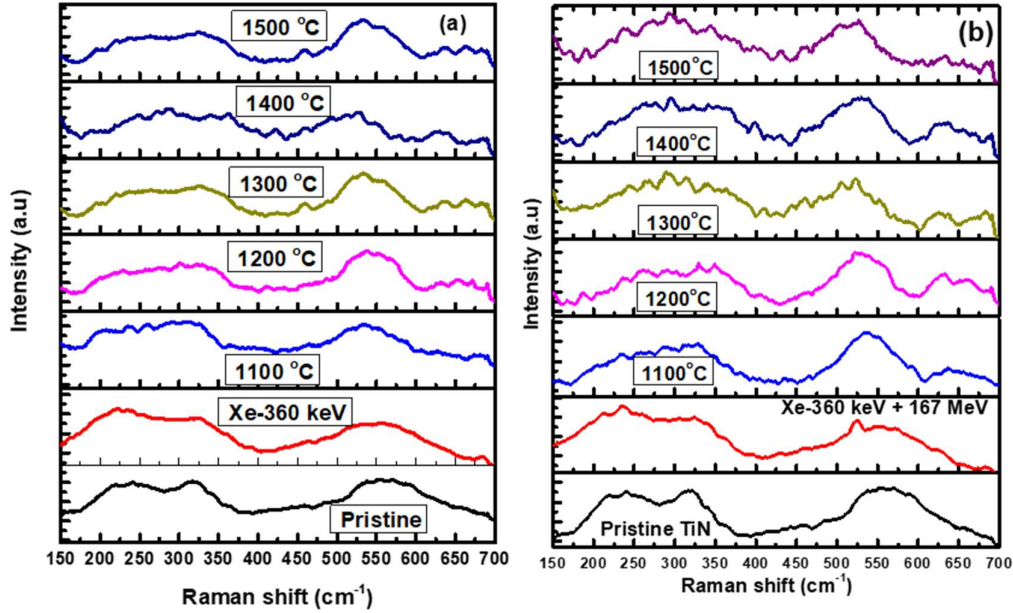 (a)
1500 °C
1400 °C
1300 °C
1200 °C
1100 °C
Xe-360 keV
Pristine
Intensity (a.u)
150 200 250 300 350 400 450 500 550 600 650 700
Raman shift (cm⁻¹)
(b)
1500°C
1400°C
1300°C
1200°C
1100°C
Xe-360 keV + 167 MeV
Pristine TiN
Intensity (a.u)
150 200 250 300 350 400 450 500 550 600 650 700
Raman shift (cm⁻¹)